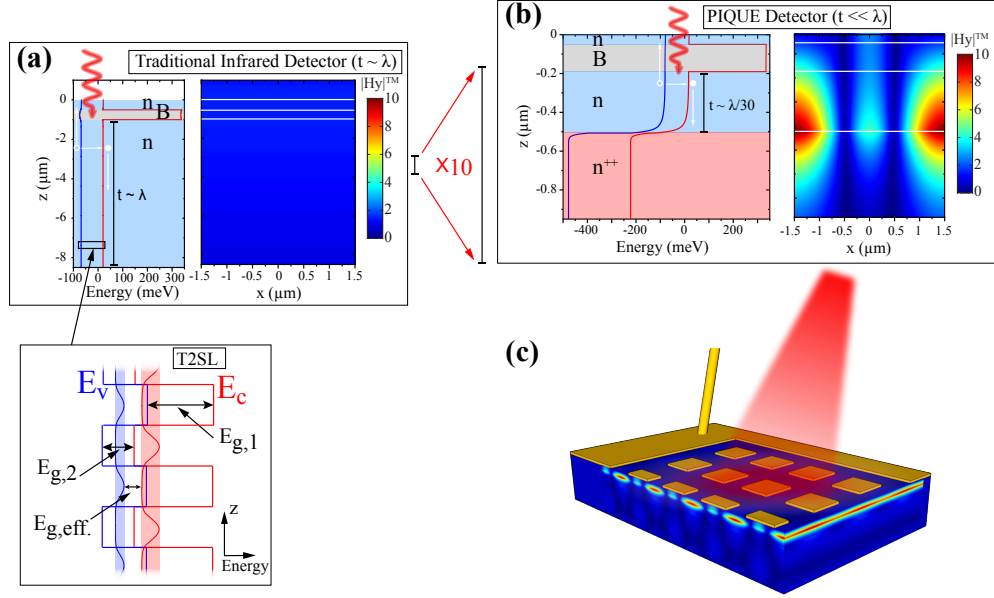 (a)
Traditional Infrared Detector (t ~ λ)
|Hy|™
n
B
n
t ~ λ
z (μm)
0
-2
-4
-6
-8
-100 0 100 200 300
Energy (meV)
-1.5 -1 -0.5 0 0.5 1 1.5
x (μm)
10
8
6
4
2
0
X10
(b)
PIQUE Detector (t << λ)
|Hy|™
n
B
n
t ~ λ/30
n++
z (μm)
0
-0.2
-0.4
-0.6
-0.8
-400 -200 0 200
Energy (meV)
-1.5 -1 -0.5 0 0.5 1 1.5
x (μm)
10
8
6
4
2
0
T2SL
Ev
Ec
Eg,1
Eg,2
Eg,eff.
z
Energy
(c)